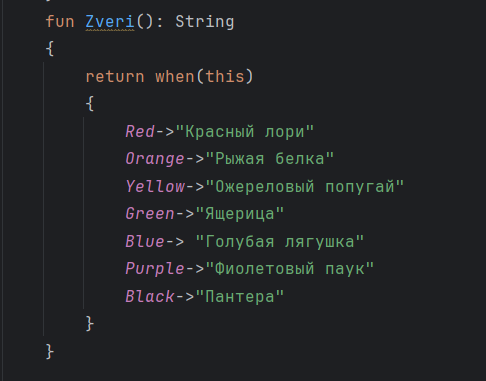 fun Zveri(): String
{
return when(this)
{
Red->"Красный лори"
Orange->"Рыжая белка"
Yellow->"Ожереловый попугай"
Green->"Ящерица"
Blue-> "Голубая лягушка"
Purple->"Фиолетовый паук"
Black->"Пантера"
}
}